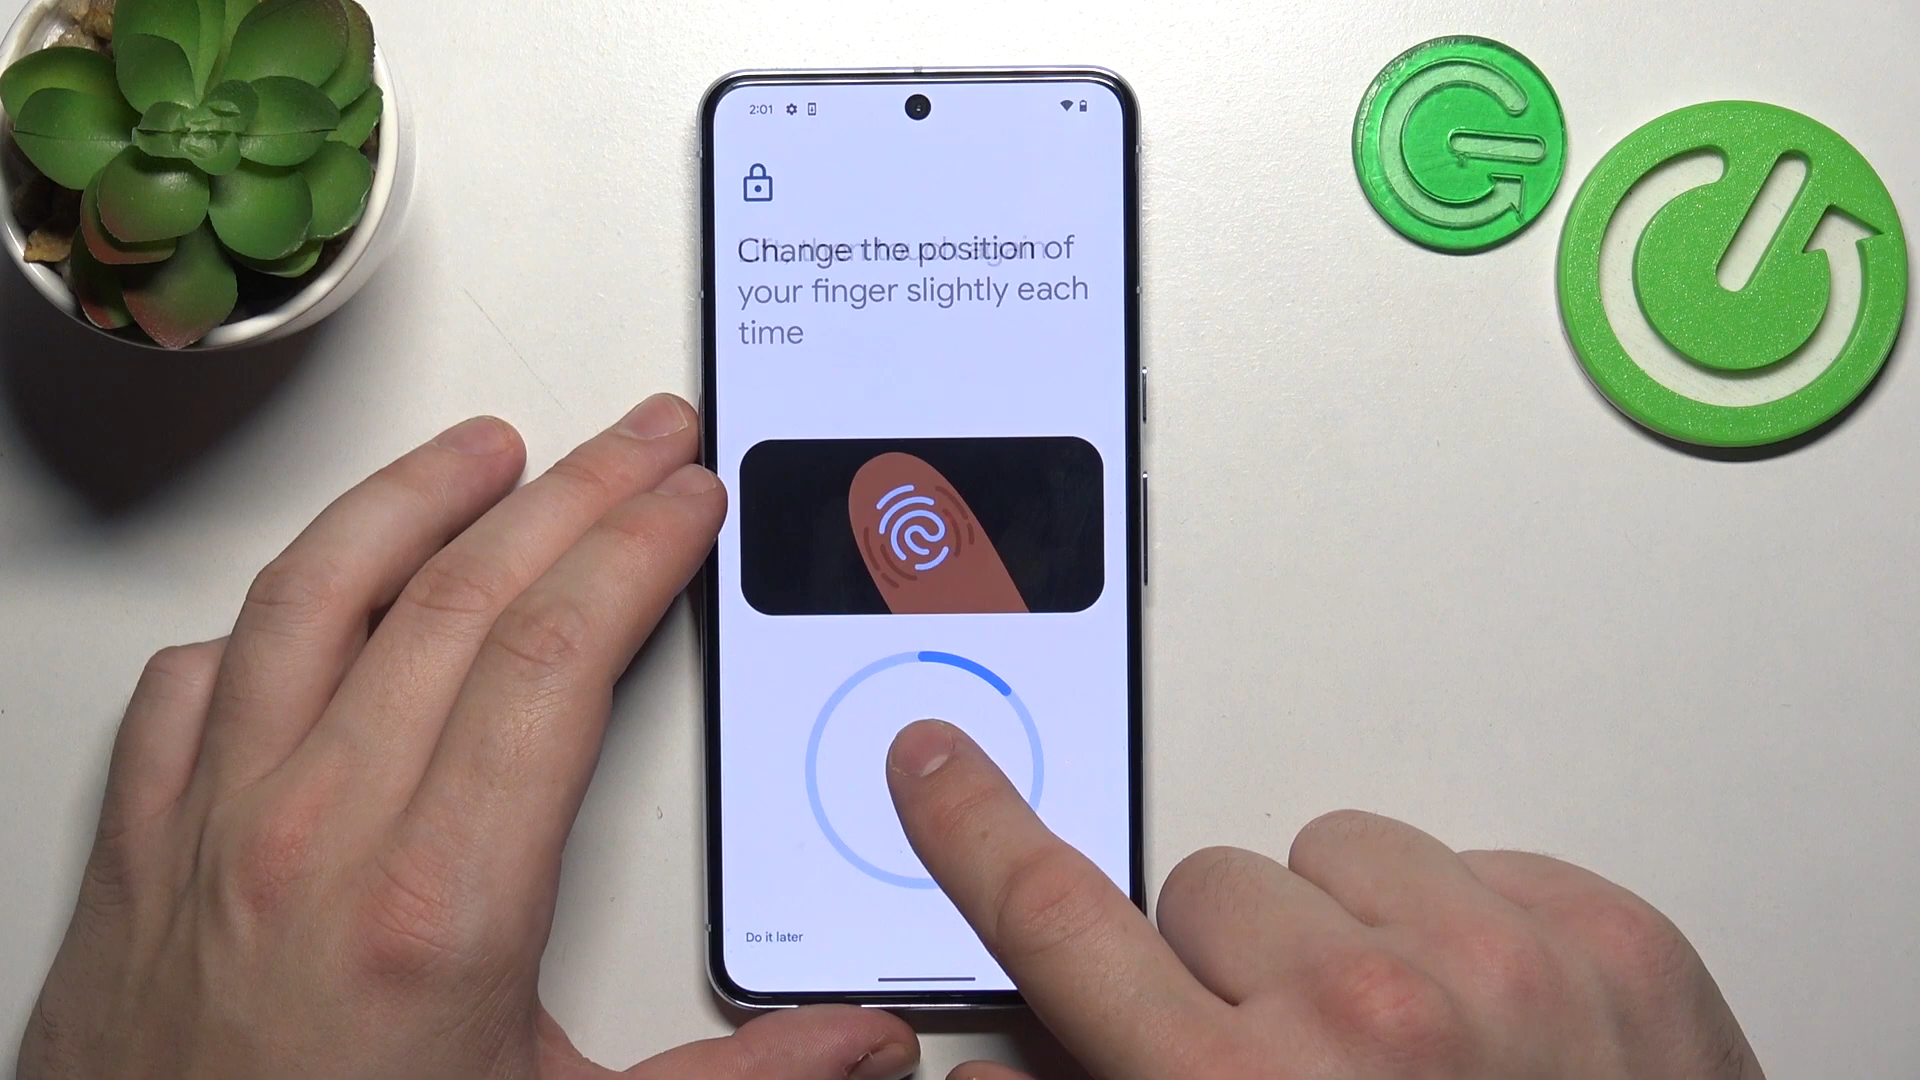 2:01
Change the position of
your finger slightly each
time
Do it later